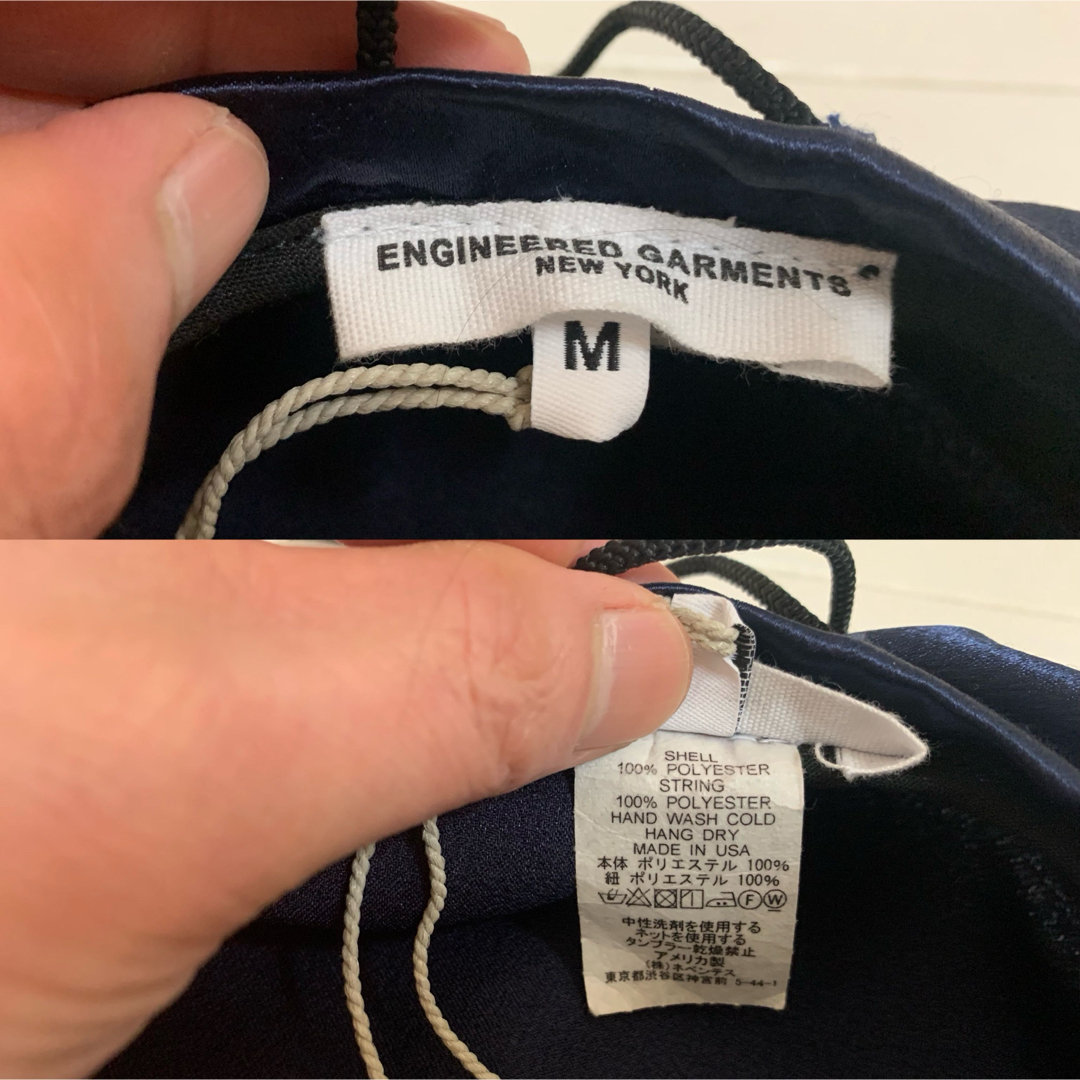 ENGINEERED GARMENTS
NEW YORK
M
SHELL
100% POLYESTER
STRING
100% POLYESTER
HAND WASH COLD
HANG DRY
MADE IN USA
本体 ポリエステル 100%
紐 ポリエステル 100%
F W
中性洗剤を使用する
ネットを使用する
タンブラー乾燥禁止
アメリカ製
(株)ネペンテス
東京都渋谷区神宮前 5-44-1